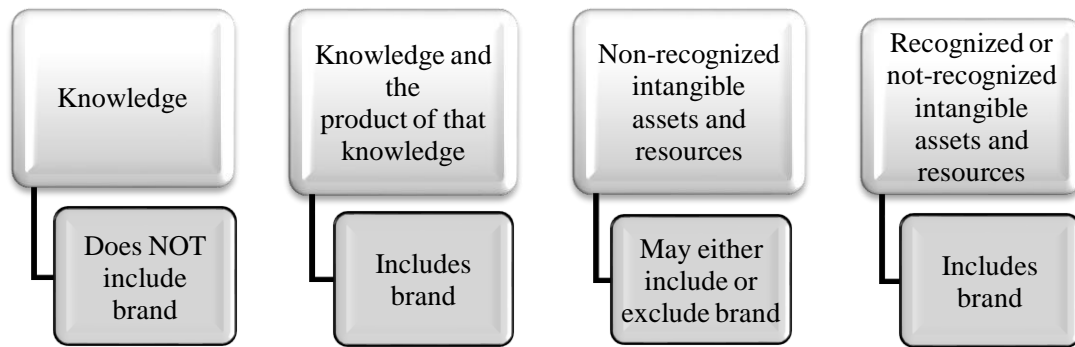 Knowledge
Does NOT
include
brand
Knowledge and
the
product of that
knowledge
Includes
brand
Non-recognized
intangible
assets and
resources
May either
include or
exclude brand
Recognized or
not-recognized
intangible
assets and
resources
Includes
brand